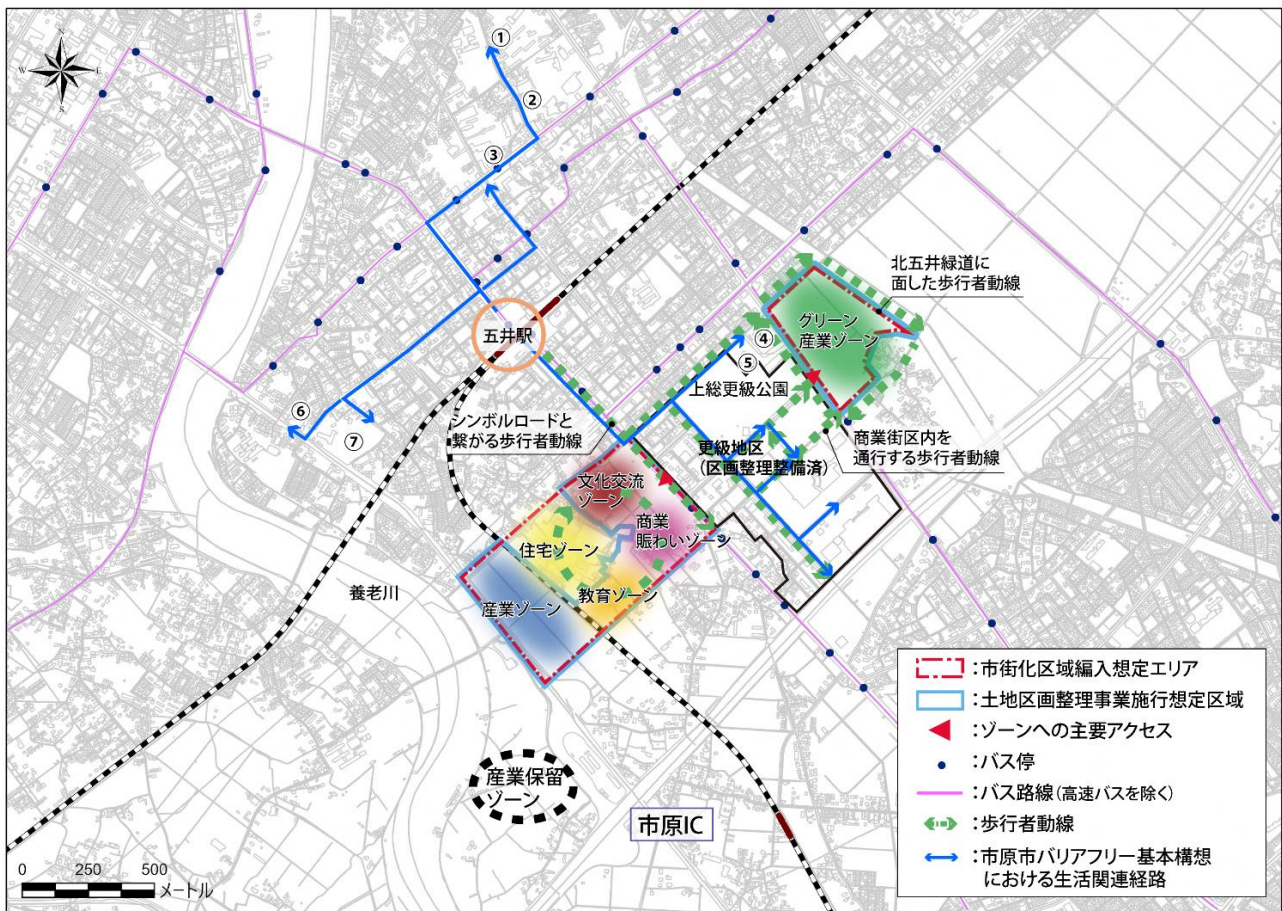 N
W
E
S
①
②
③
北五井緑道に
面した歩行者動線
グリーン
産業ゾーン
五井駅
④
⑤
上総更級公園
⑥
⑦
シンボルロードと
繋がる歩行者動線
更級地区
(区画整理整備済)
商業街区内を
通行する歩行者動線
文化交流
ゾーン
商業
賑わいゾーン
住宅ゾーン
教育ゾーン
養老川
産業ゾーン
産業保留
ゾーン
市原IC
:市街化区域編入想定エリア
:土地区画整理事業施行想定区域
:ゾーンへの主要アクセス
:バス停
:バス路線(高速バスを除く)
:歩行者動線
:市原市バリアフリー基本構想
における生活関連経路
0 250 500
メートル